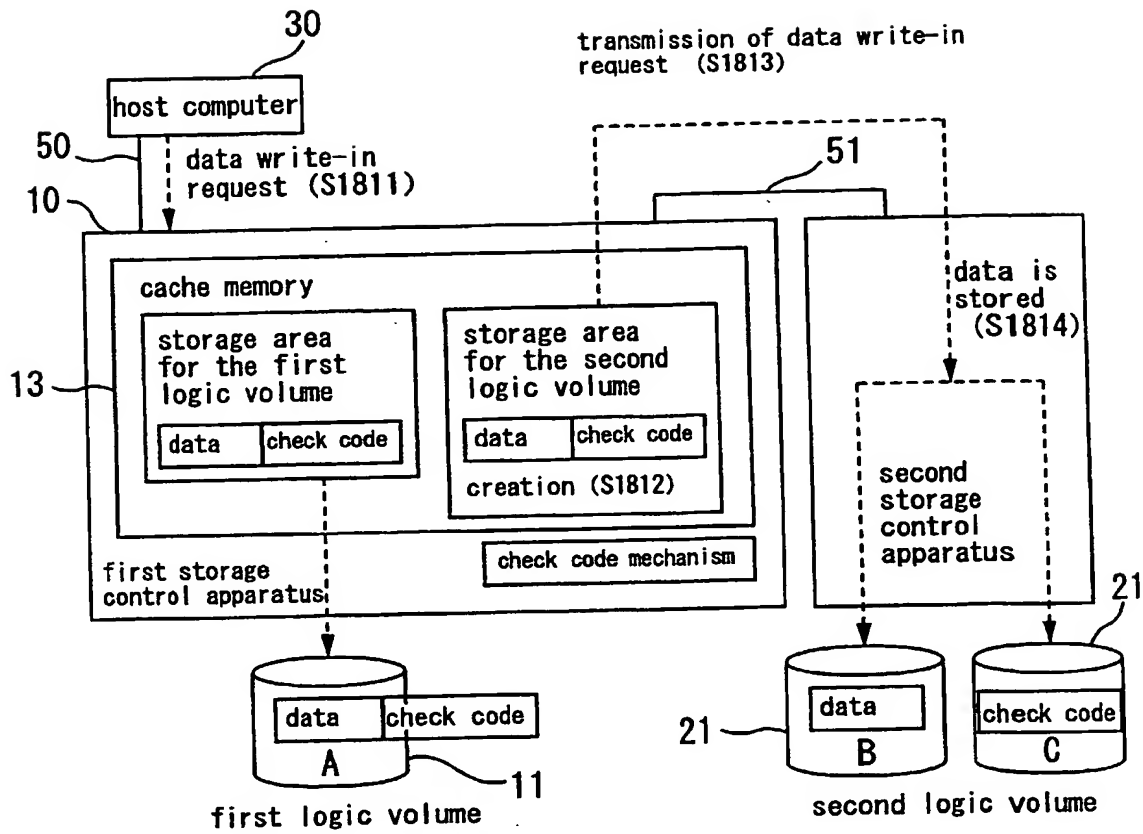 30
transmission of data write-in
request (S1813)
host computer
50
data write-in
request (S1811)
51
10
cache memory
data is
stored
(S1814)
storage area
for the first
logic volume
storage area
for the second
logic volume
13
data
check code
data
check code
creation (S1812)
second
storage
control
apparatus
check code mechanism
first storage
control apparatus
21
data
check code
A
11
first logic volume
21
data
B
check code
C
second logic volume